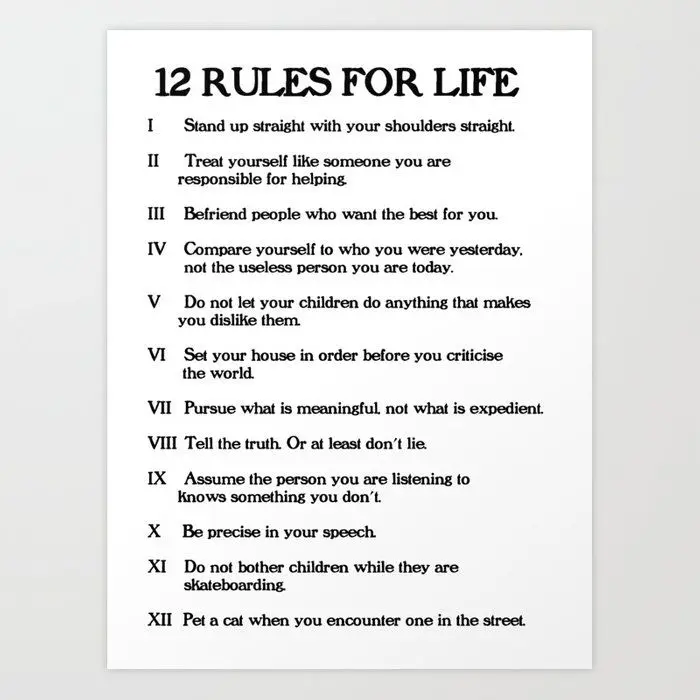 12 RULES FOR LIFE
I Stand up straight with your shoulders straight.
II Treat yourself like someone you are
responsible for helping.
III Befriend people who want the best for you.
IV Compare yourself to who you were yesterday,
not the useless person you are today.
V Do not let your children do anything that makes
you dislike them.
VI Set your house in order before you criticise
the world.
VII Pursue what is meaningful, not what is expedient.
VIII Tell the truth. Or at least don't lie.
IX Assume the person you are listening to
knows something you don't.
X Be precise in your speech.
XI Do not bother children while they are
skateboarding.
XII Pet a cat when you encounter one in the street.